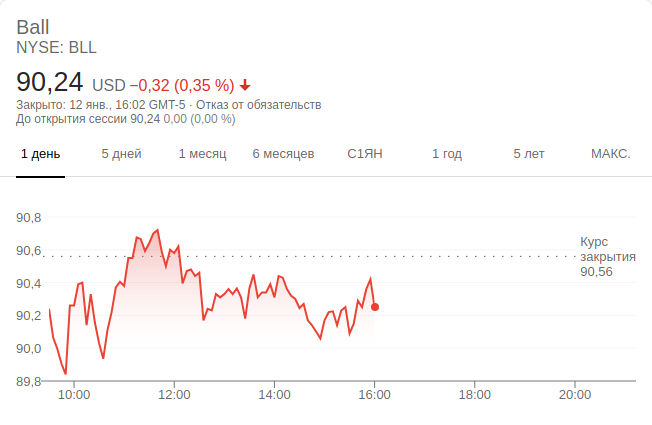 Ball
NYSE: BLL
90,24 USD −0,32 (0,35 %)
Закрыто: 12 янв., 16:02 GMT-5 · Отказ от обязательств
До открытия сессии 90,24 0,00 (0,00 %)
1 день 5 дней 1 месяц 6 месяцев С1ЯН 1 год 5 лет МАКС.
90,8
90,6
90,4
90,2
90,0
89,8
Курс
закрытия
90,56
10:00 12:00 14:00 16:00 18:00 20:00